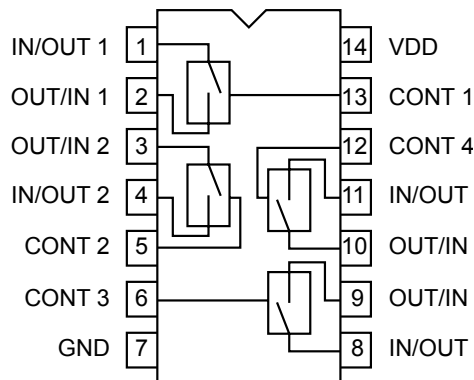 IN/OUT 1 1 14 VDD
OUT/IN 1 2 13 CONT 1
OUT/IN 2 3 12 CONT 4
IN/OUT 2 4 11 IN/OUT
CONT 2 5 10 OUT/IN
CONT 3 6 9 OUT/IN
GND 7 8 IN/OUT